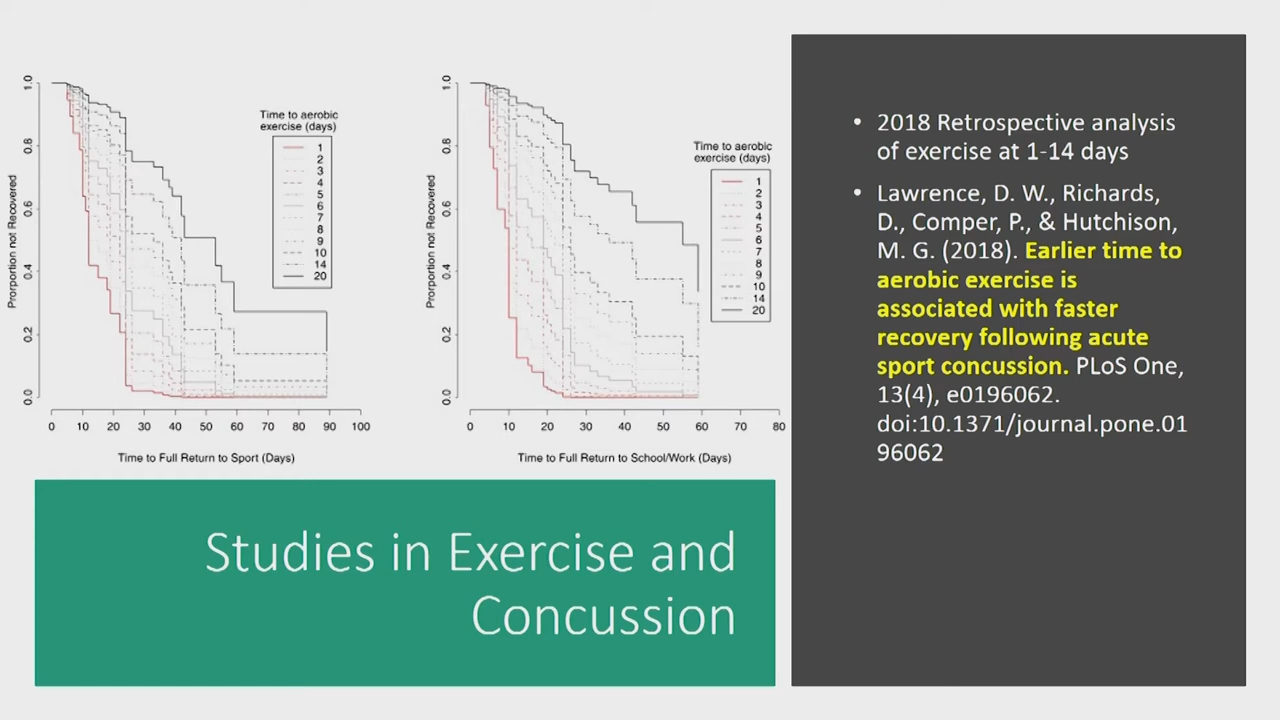 1.0
0.8
0.6
0.4
0.2
0.0
Proportion not Recovered
Time to aerobic
exercise (days)
1
2
3
4
5
6
7
8
9
10
14
20
0 10 20 30 40 50 60 70 80 90 100
Time to Full Return to Sport (Days)
1.0
0.8
0.6
0.4
0.2
0.0
Proportion not Recovered
Time to aerobic
exercise (days)
1
2
3
4
5
6
7
8
9
10
14
20
0 10 20 30 40 50 60 70 80
Time to Full Return to School/Work (Days)
Studies in Exercise and
Concussion
• 2018 Retrospective analysis
of exercise at 1-14 days
• Lawrence, D. W., Richards,
D., Comper, P., & Hutchison,
M. G. (2018). Earlier time to
aerobic exercise is
associated with faster
recovery following acute
sport concussion. PLoS One,
13(4), e0196062.
doi:10.1371/journal.pone.01
96062